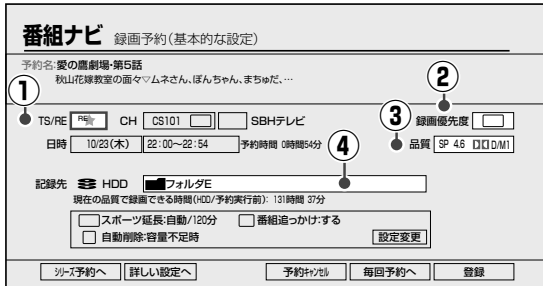 番組ナビ 録画予約(基本的な設定)
予約名:愛の鷹劇場・第5話
秋山花嫁教室の面々▽ムネさん、ぼんちゃん、まちゅだ、…
① ②
TS/RE RE CH CS101 SBHテレビ ③ 録画優先度
日時 10/23(木) 22:00〜22:54 予約時間 0時間54分 品質 SP 4.6 D/M1
④
記録先 HDD フォルダE
現在の品質で録画できる時間(HDD/予約実行前): 131時間 37分
スポーツ延長:自動/120分 番組追っかけ:する
自動削除:容量不足時 設定変更
シリーズ予約へ 詳しい設定へ 予約キャンセル 毎回予約へ 登録